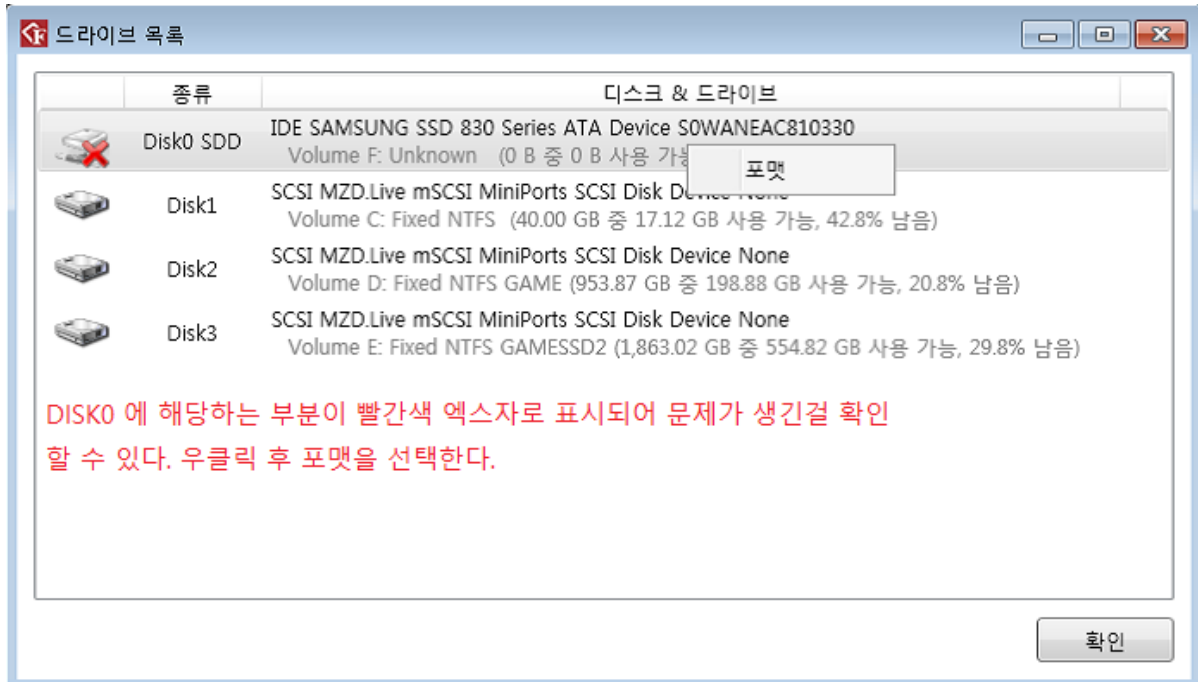 드라이브 목록
종류 디스크 & 드라이브
Disk0 SDD
IDE SAMSUNG SSD 830 Series ATA Device S0WANEAC810330
Volume F: Unknown (0 B 중 0 B 사용 가능
포맷
Disk1
SCSI MZD.Live mSCSI MiniPorts SCSI Disk Device None
Volume C: Fixed NTFS (40.00 GB 중 17.12 GB 사용 가능, 42.8% 남음)
Disk2
SCSI MZD.Live mSCSI MiniPorts SCSI Disk Device None
Volume D: Fixed NTFS GAME (953.87 GB 중 198.88 GB 사용 가능, 20.8% 남음)
Disk3
SCSI MZD.Live mSCSI MiniPorts SCSI Disk Device None
Volume E: Fixed NTFS GAMESSD2 (1,863.02 GB 중 554.82 GB 사용 가능, 29.8% 남음)
DISK0 에 해당하는 부분이 빨간색 엑스자로 표시되어 문제가 생긴걸 확인
할 수 있다. 우클릭 후 포맷을 선택한다.
확인